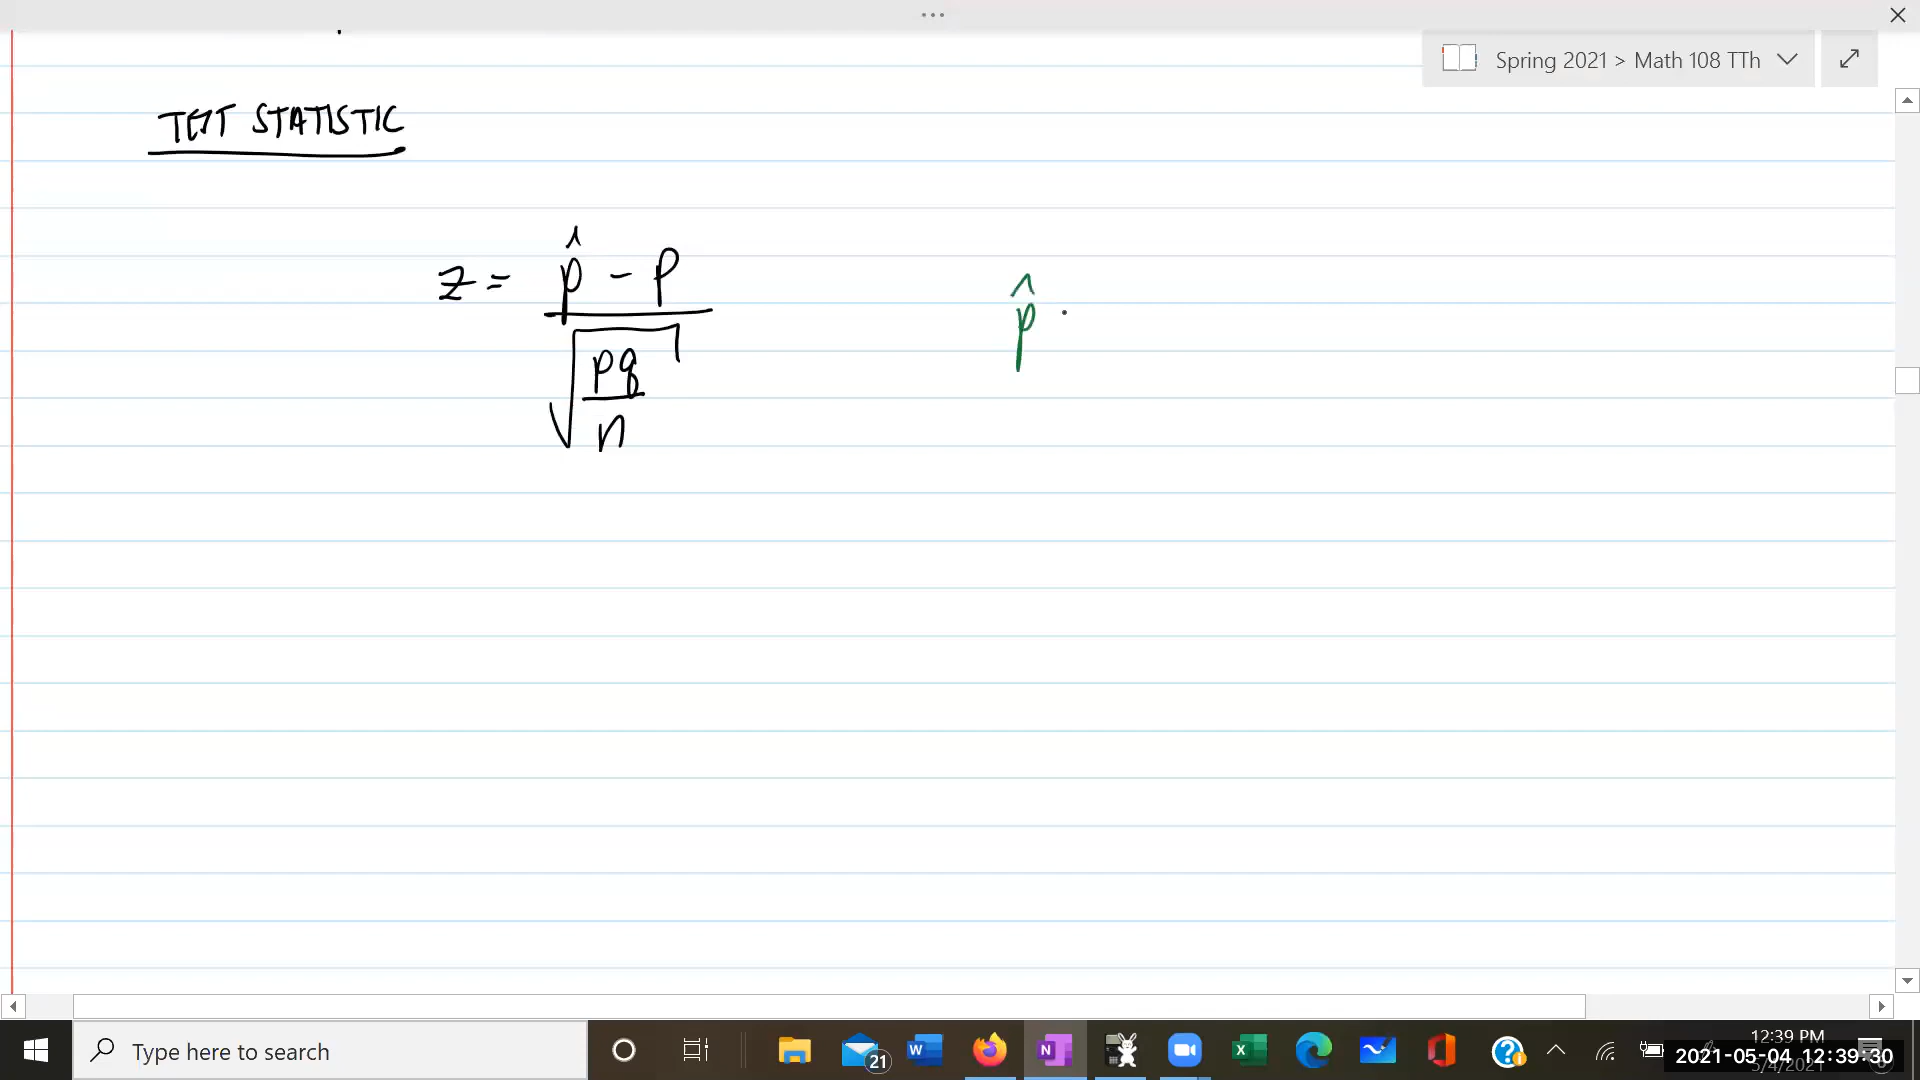 Spring 2021 > Math 108 TTh
TEST STATISTIC
z = p̂ - p
√pq
n
p̂
Type here to search
21
12:39 PM
2021-05-04 12:39:30